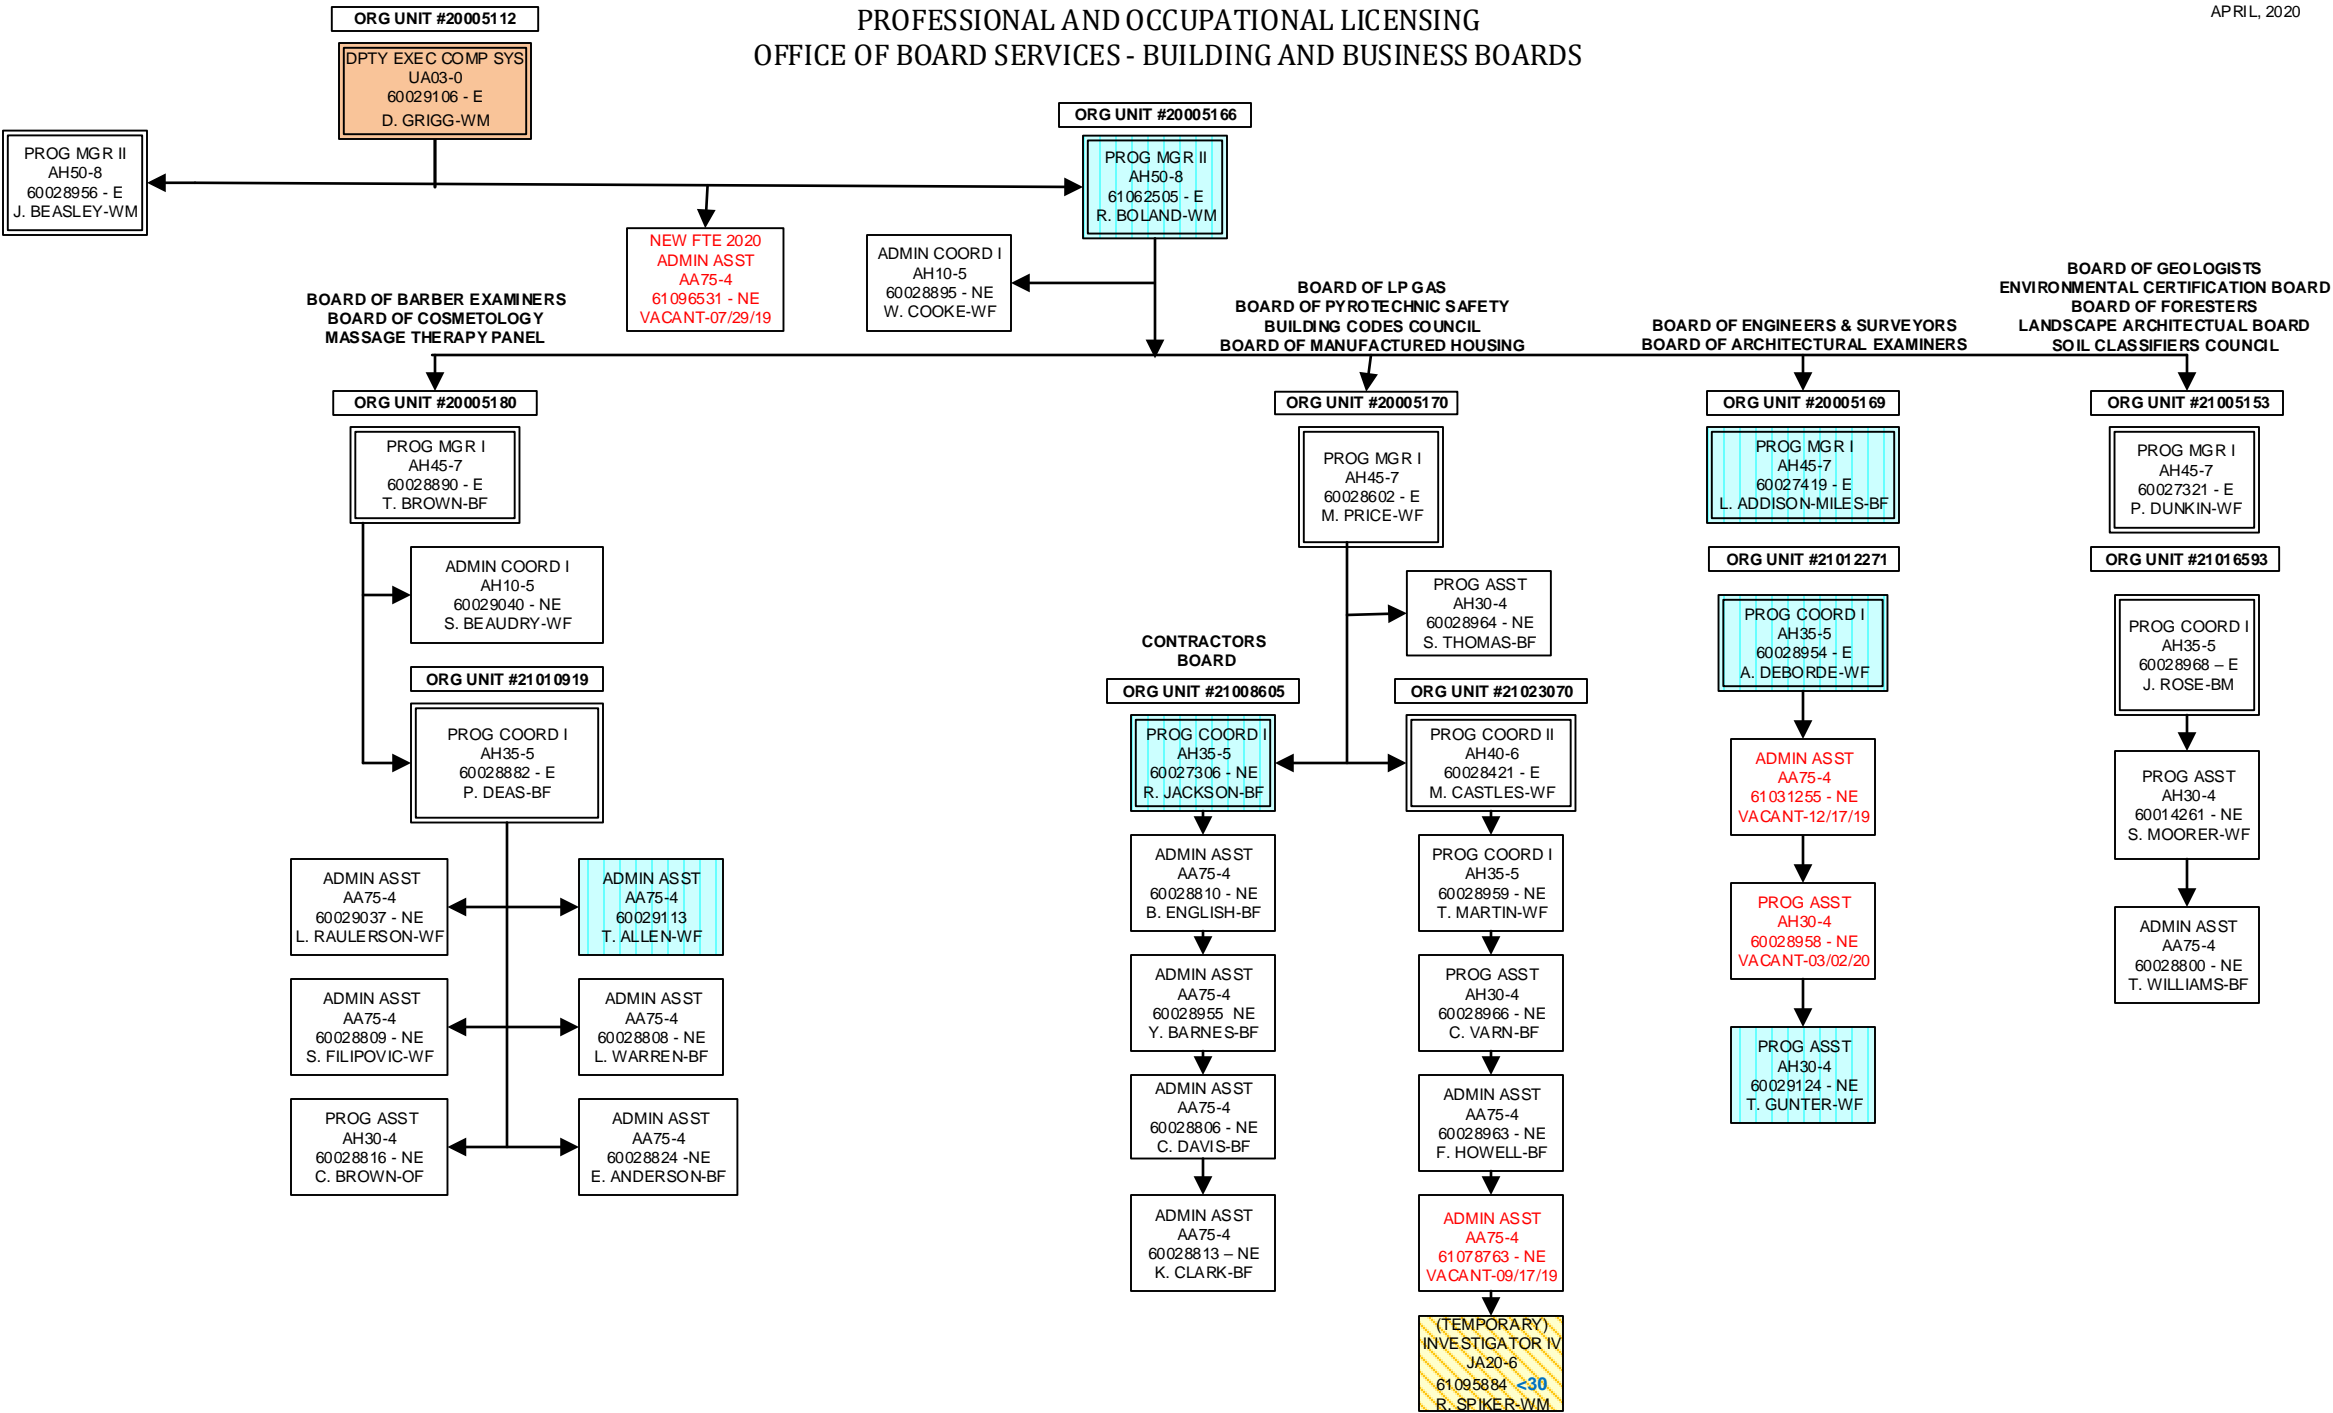 ORG UNIT #20005112
PROFESSIONAL AND OCCUPATIONAL LICENSING
OFFICE OF BOARD SERVICES - BUILDING AND BUSINESS BOARDS
APRIL, 2020
DPTY EXEC COMP SYS
UA03-0
60029106 - E
D. GRIGG-WM
PROG MGR II
AH50-8
60028956 - E
J. BEASLEY-WM
ORG UNIT #20005166
PROG MGR II
AH50-8
61062505 - E
R. BOLAND-WM
NEW FTE 2020
ADMIN ASST
AA75-4
61096531 - NE
VACANT-07/29/19
ADMIN COORD I
AH10-5
60028895 - NE
W. COOKE-WF
BOARD OF BARBER EXAMINERS
BOARD OF COSMETOLOGY
MASSAGE THERAPY PANEL
BOARD OF LP GAS
BOARD OF PYROTECHNIC SAFETY
BUILDING CODES COUNCIL
BOARD OF MANUFACTURED HOUSING
BOARD OF ENGINEERS & SURVEYORS
BOARD OF ARCHITECTURAL EXAMINERS
BOARD OF GEOLOGISTS
ENVIRONMENTAL CERTIFICATION BOARD
BOARD OF FORESTERS
LANDSCAPE ARCHITECTUAL BOARD
SOIL CLASSIFIERS COUNCIL
ORG UNIT #20005180
PROG MGR I
AH45-7
60028890 - E
T. BROWN-BF
ADMIN COORD I
AH10-5
60029040 - NE
S. BEAUDRY-WF
ORG UNIT #21010919
PROG COORD I
AH35-5
60028882 - E
P. DEAS-BF
ADMIN ASST
AA75-4
60029037 - NE
L. RAULERSON-WF
ADMIN ASST
AA75-4
60029113
T. ALLEN-WF
ADMIN ASST
AA75-4
60028809 - NE
S. FILIPOVIC-WF
ADMIN ASST
AA75-4
60028808 - NE
L. WARREN-BF
PROG ASST
AH30-4
60028816 - NE
C. BROWN-OF
ADMIN ASST
AA75-4
60028824 -NE
E. ANDERSON-BF
ORG UNIT #20005170
PROG MGR I
AH45-7
60028602 - E
M. PRICE-WF
PROG ASST
AH30-4
60028964 - NE
S. THOMAS-BF
CONTRACTORS
BOARD
ORG UNIT #21008605
PROG COORD I
AH35-5
60027306 - NE
R. JACKSON-BF
ADMIN ASST
AA75-4
60028810 - NE
B. ENGLISH-BF
ADMIN ASST
AA75-4
60028955 NE
Y. BARNES-BF
ADMIN ASST
AA75-4
60028806 - NE
C. DAVIS-BF
ADMIN ASST
AA75-4
60028813 – NE
K. CLARK-BF
ORG UNIT #21023070
PROG COORD II
AH40-6
60028421 - E
M. CASTLES-WF
PROG COORD I
AH35-5
60028959 - NE
T. MARTIN-WF
PROG ASST
AH30-4
60028966 - NE
C. VARN-BF
ADMIN ASST
AA75-4
60028963 - NE
F. HOWELL-BF
ADMIN ASST
AA75-4
61078763 - NE
VACANT-09/17/19
(TEMPORARY)
INVESTIGATOR IV
JA20-6
61095884 <30
R. SPIKER-WM
ORG UNIT #20005169
PROG MGR I
AH45-7
60027419 - E
L. ADDISON-MILES-BF
ORG UNIT #21012271
PROG COORD I
AH35-5
60028954 - E
A. DEBORDE-WF
ADMIN ASST
AA75-4
61031255 - NE
VACANT-12/17/19
PROG ASST
AH30-4
60028958 - NE
VACANT-03/02/20
PROG ASST
AH30-4
60029124 - NE
T. GUNTER-WF
ORG UNIT #21005153
PROG MGR I
AH45-7
60027321 - E
P. DUNKIN-WF
ORG UNIT #21016593
PROG COORD I
AH35-5
60028968 – E
J. ROSE-BM
PROG ASST
AH30-4
60014261 - NE
S. MOORER-WF
ADMIN ASST
AA75-4
60028800 - NE
T. WILLIAMS-BF